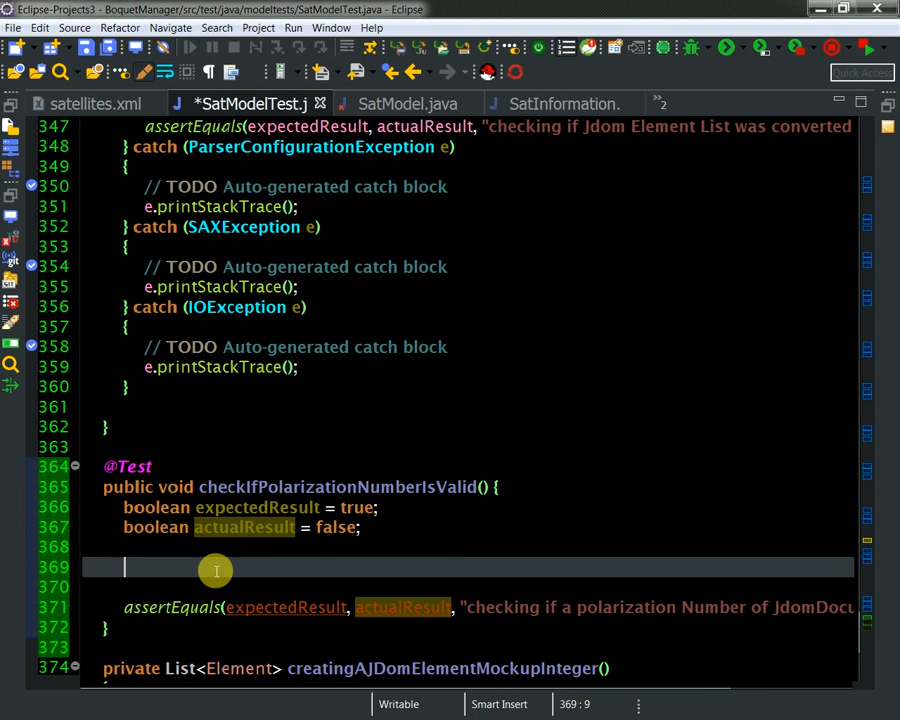 Eclipse-Projects3 - BoquetManager/src/test/java/modeltests/SatModelTest.java - Eclipse
File Edit Source Refactor Navigate Search Project Run Window Help
Quick Access
satellites.xml *SatModelTest.j SatModel.java SatInformation. »2
347 assertEquals(expectedResult, actualResult, "checking if Jdom Element List was converted
348 } catch (ParserConfigurationException e)
349 {
350 // TODO Auto-generated catch block
351 e.printStackTrace();
352 } catch (SAXException e)
353 {
354 // TODO Auto-generated catch block
355 e.printStackTrace();
356 } catch (IOException e)
357 {
358 // TODO Auto-generated catch block
359 e.printStackTrace();
360 }
361
362 }
363
364 @Test
365 public void checkIfPolarizationNumberIsValid() {
366 boolean expectedResult = true;
367 boolean actualResult = false;
368
369
370
371 assertEquals(expectedResult, actualResult, "checking if a polarization Number of JdomDocu
372 }
373
374 private List<Element> creatingAJDomElementMockupInteger()
Writable Smart Insert 369 : 9